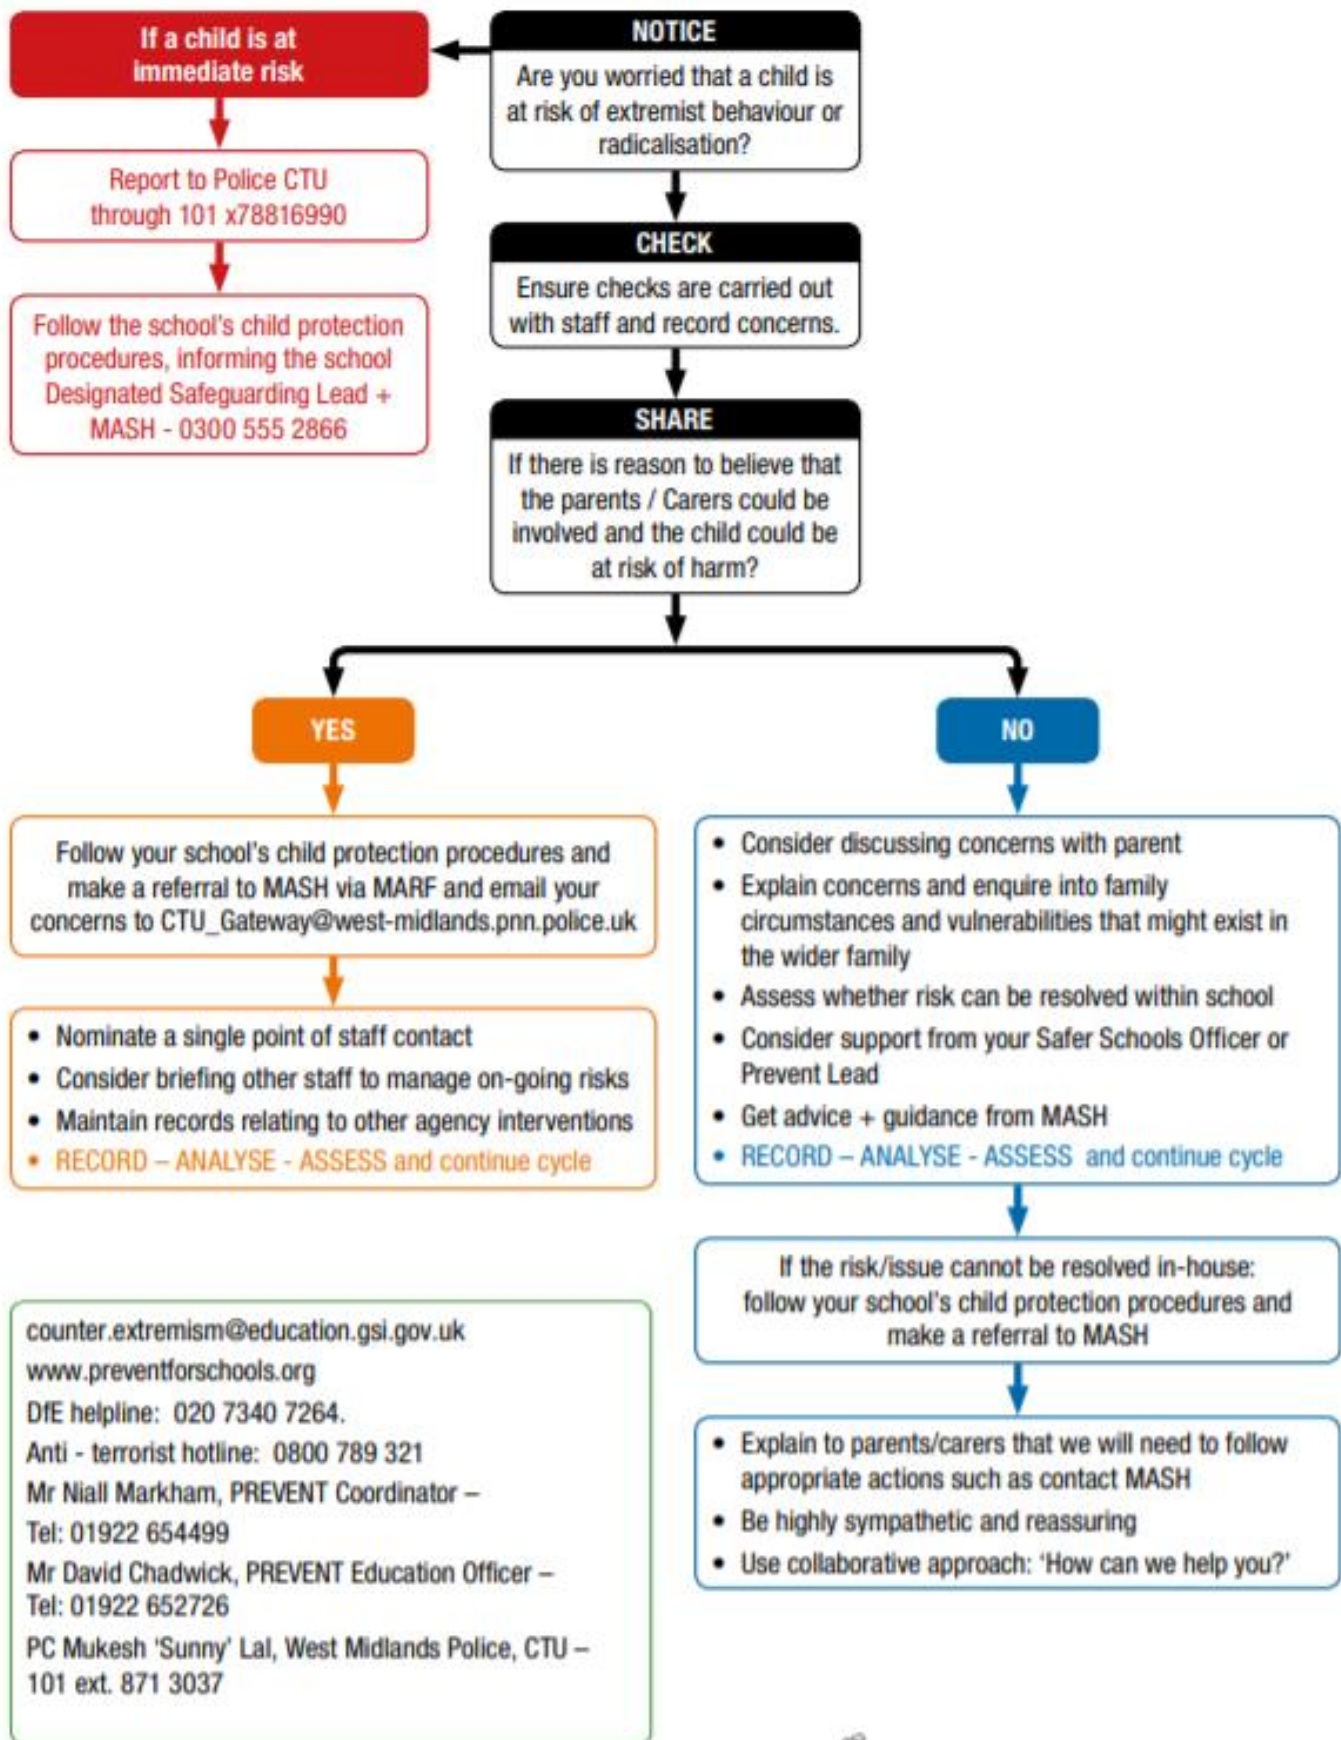 If a child is at
immediate risk
Report to Police CTU
through 101 x78816990
Follow the school's child protection
procedures, informing the school
Designated Safeguarding Lead +
MASH - 0300 555 2866
NOTICE
Are you worried that a child is
at risk of extremist behaviour or
radicalisation?
CHECK
Ensure checks are carried out
with staff and record concerns.
SHARE
If there is reason to believe that
the parents / Carers could be
involved and the child could be
at risk of harm?
YES
Follow your school's child protection procedures and
make a referral to MASH via MARF and email your
concerns to CTU_Gateway@west-midlands.pnn.police.uk
• Nominate a single point of staff contact
• Consider briefing other staff to manage on-going risks
• Maintain records relating to other agency interventions
• RECORD – ANALYSE - ASSESS and continue cycle
NO
• Consider discussing concerns with parent
• Explain concerns and enquire into family
circumstances and vulnerabilities that might exist in
the wider family
• Assess whether risk can be resolved within school
• Consider support from your Safer Schools Officer or
Prevent Lead
• Get advice + guidance from MASH
• RECORD – ANALYSE - ASSESS and continue cycle
If the risk/issue cannot be resolved in-house:
follow your school's child protection procedures and
make a referral to MASH
• Explain to parents/carers that we will need to follow
appropriate actions such as contact MASH
• Be highly sympathetic and reassuring
• Use collaborative approach: 'How can we help you?'
counter.extremism@education.gsi.gov.uk
www.preventforschools.org
DfE helpline: 020 7340 7264.
Anti - terrorist hotline: 0800 789 321
Mr Niall Markham, PREVENT Coordinator –
Tel: 01922 654499
Mr David Chadwick, PREVENT Education Officer –
Tel: 01922 652726
PC Mukesh 'Sunny' Lal, West Midlands Police, CTU –
101 ext. 871 3037